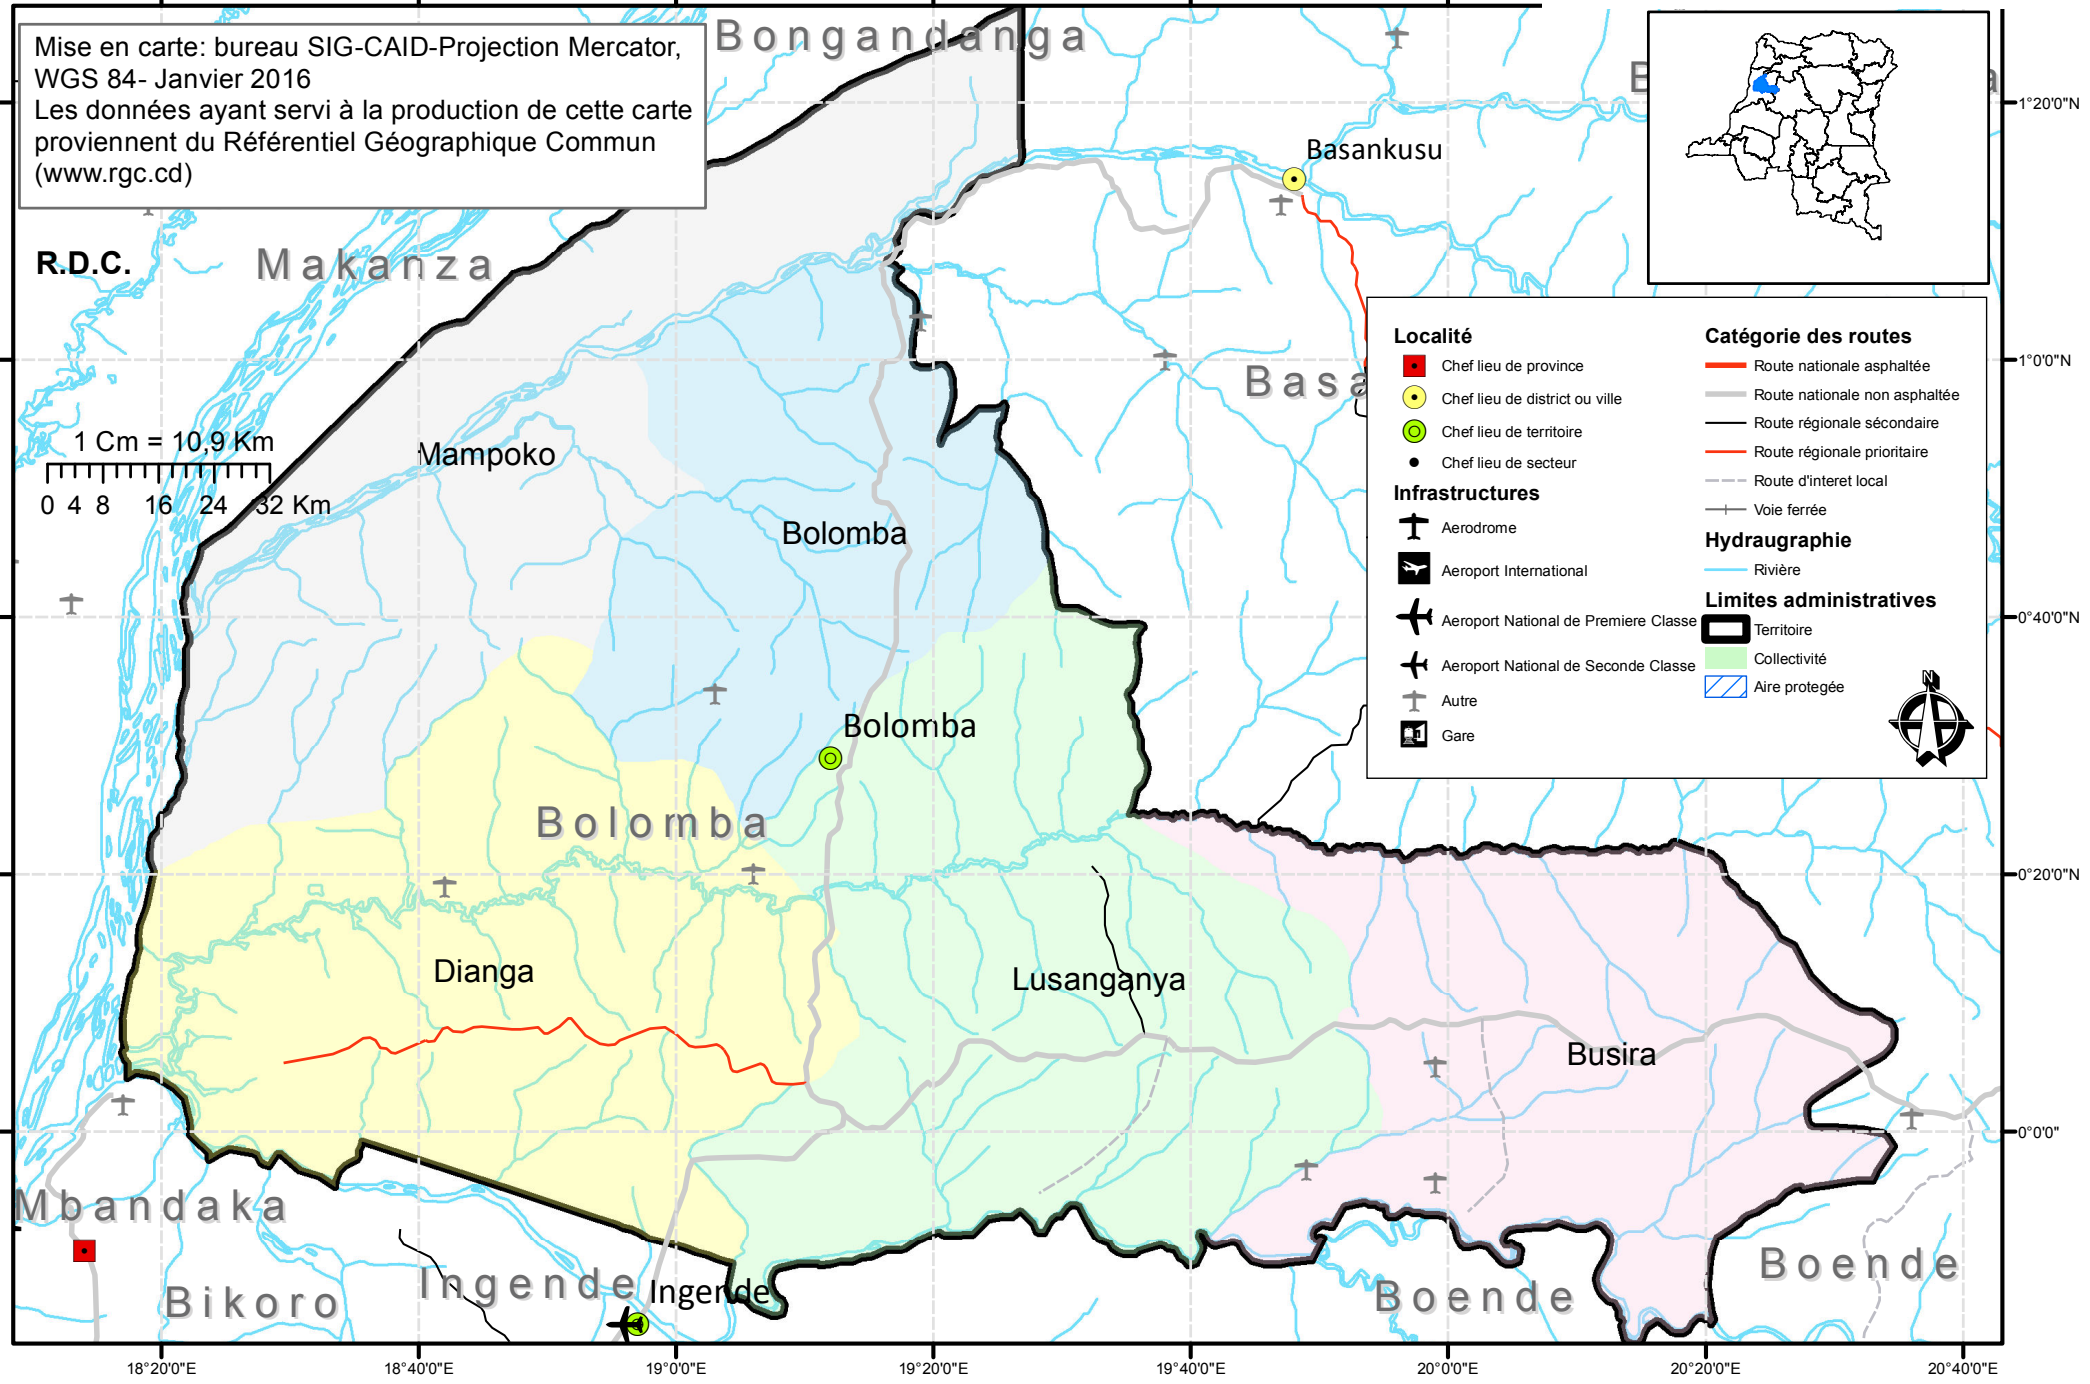 Mise en carte: bureau SIG-CAID-Projection Mercator,
WGS 84- Janvier 2016
Les données ayant servi à la production de cette carte
proviennent du Référentiel Géographique Commun
(www.rgc.cd)
Bongandanga
Basankusu
1°20'0"N
R.D.C.
Makanza
1°0'0"N
Basa
1 Cm = 10,9 Km
0 4 8 16 24 32 Km
Mampoko
Bolomba
Localité
Chef lieu de province
Chef lieu de district ou ville
Chef lieu de territoire
Chef lieu de secteur
Infrastructures
Aerodrome
Aeroport International
Aeroport National de Premiere Classe
Aeroport National de Seconde Classe
Autre
Gare
Catégorie des routes
Route nationale asphaltée
Route nationale non asphaltée
Route régionale sécondaire
Route régionale prioritaire
Route d'interet local
Voie ferrée
Hydraugraphie
Rivière
Limites administratives
Territoire
Collectivité
Aire protegée
N
0°40'0"N
Bolomba
Bolomba
0°20'0"N
Dianga
Lusanganya
Busira
0°0'0"
Mbandaka
Bikoro
Ingende
Ingende
Boende
Boende
18°20'0"E
18°40'0"E
19°0'0"E
19°20'0"E
19°40'0"E
20°0'0"E
20°20'0"E
20°40'0"E